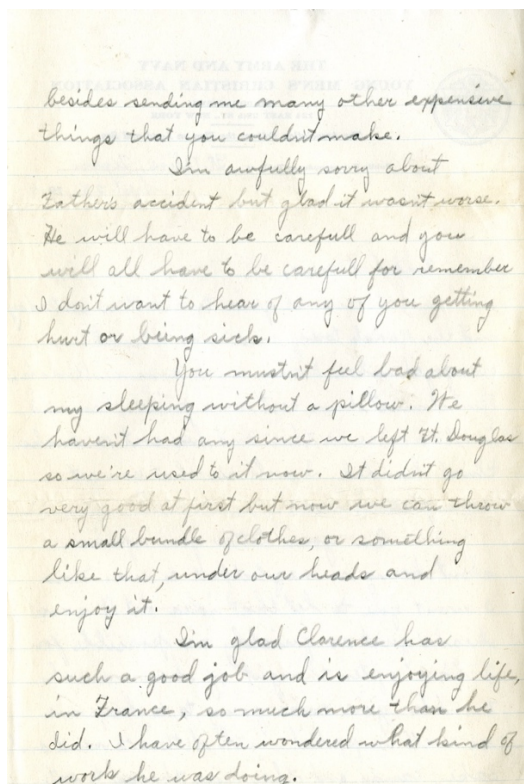 besides sending me many other expensive
things that you couldn't make.
I'm awfully sorry about
Father's accident but glad it wasn't worse.
He will have to be carefull and you
will all have to be carefull for remember
I don't want to hear of any of you getting
hurt or being sick.
You mustn't feel bad about
my sleeping without a pillow. We
haven't had any since we left Ft. Douglas
so we're used to it now. It didn't go
very good at first but now we can throw
a small bundle of clothes, or something
like that, under our heads and
enjoy it.
I'm glad Clarence has
such a good job and is enjoying life,
in France, so much more than he
did. I have often wondered what kind of
work he was doing.